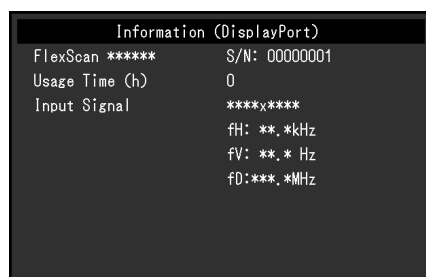 Information (DisplayPort)
FlexScan ****** S/N: 00000001
Usage Time (h) 0
Input Signal ****x****
fH: **.*kHz
fV: **.* Hz
fD:***.*MHz